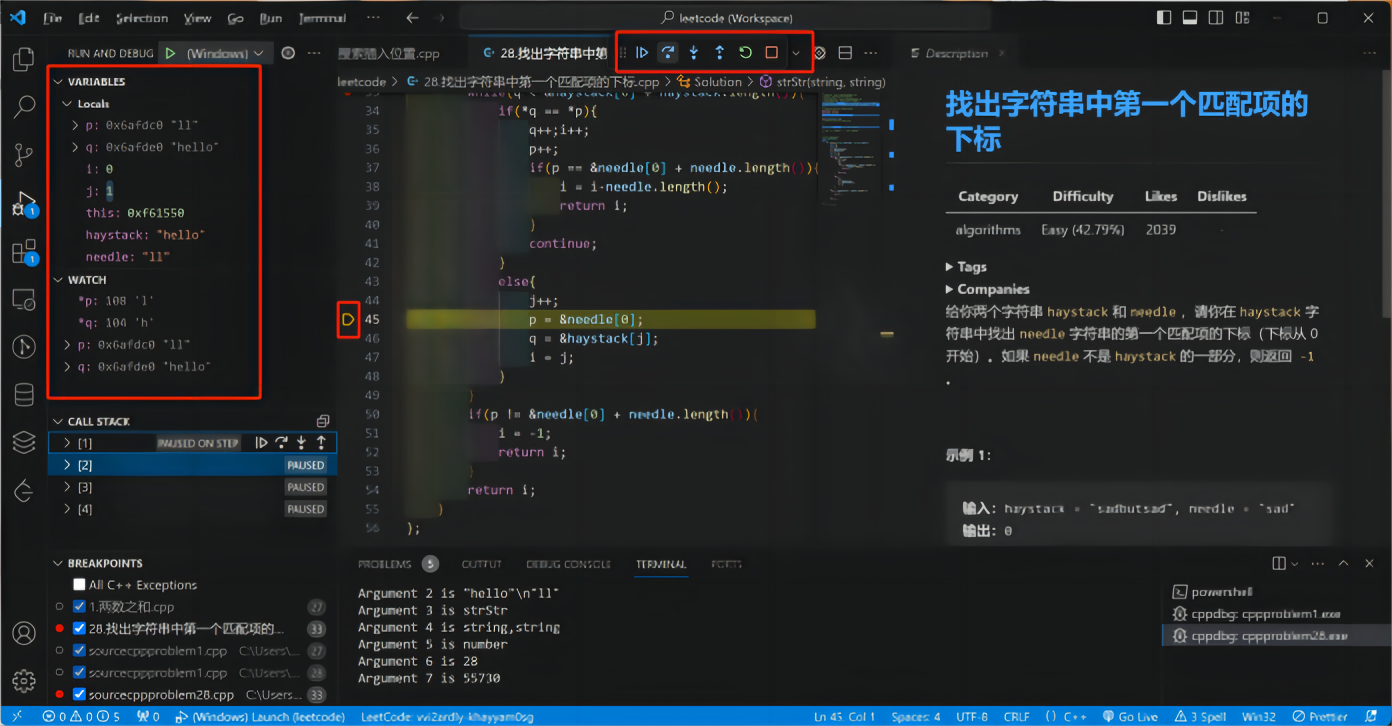 File Edit Selection View Go Run Terminal ··· leetcode (Workspace)
RUN AND DEBUG (Windows) ···
搜索插入位置.cpp 28.找出字符串中第 Description
leetcode > 28.找出字符串中第一个匹配项的下标.cpp > Solution > strStr(string, string)
VARIABLES
Locals
p: 0x6afdc0 "ll"
q: 0x6afde0 "hello"
i: 0
j: 1
this: 0xf61550
haystack: "hello"
needle: "ll"
WATCH
*p: 108 'l'
*q: 104 'h'
p: 0x6afdc0 "ll"
q: 0x6afde0 "hello"
CALL STACK
[1] PAUSED ON STEP
[2] PAUSED
[3] PAUSED
[4] PAUSED
BREAKPOINTS
All C++ Exceptions
1.两数之和.cpp 27
28.找出字符串中第一个匹配项的... 33
sourcecppproblem1.cpp C:\Users\... 27
sourcecppproblem1.cpp C:\Users\... 28
sourcecppproblem28.cpp C:\Users... 33
34 if(*q == *p){
35 q++;i++;
36 p++;
37 if(p == &needle[0] + needle.length()){
38 i = i-needle.length();
39 return i;
40 }
41 continue;
42 }
43 else{
44 j++;
45 p = &needle[0];
46 q = &haystack[j];
47 i = j;
48 }
49 }
50 if(p != &needle[0] + needle.length()){
51 i = -1;
52 return i;
53 }
54 return i;
55 }
56 };
找出字符串中第一个匹配项的
下标
Category Difficulty Likes Dislikes
algorithms Easy (42.79%) 2039 -
Tags
Companies
给你两个字符串 haystack 和 needle ，请你在 haystack 字
符串中找出 needle 字符串的第一个匹配项的下标（下标从 0
开始）。如果 needle 不是 haystack 的一部分，则返回 -1
。
示例 1：
输入：haystack = "sadbutsad", needle = "sad"
输出：0
PROBLEMS 5 OUTPUT DEBUG CONSOLE TERMINAL PORTS
Argument 2 is "hello"\n"ll"
Argument 3 is strStr
Argument 4 is string,string
Argument 5 is number
Argument 6 is 28
Argument 7 is 55730
powershell
cppdbg: cppproblem1.exe
cppdbg: cppproblem28.exe
0 0 5 0 (Windows) Launch (leetcode) Ln 45, Col 1 Spaces: 4 UTF-8 CRLF {} C++ Go Live 3 Spell Win32 Prettier